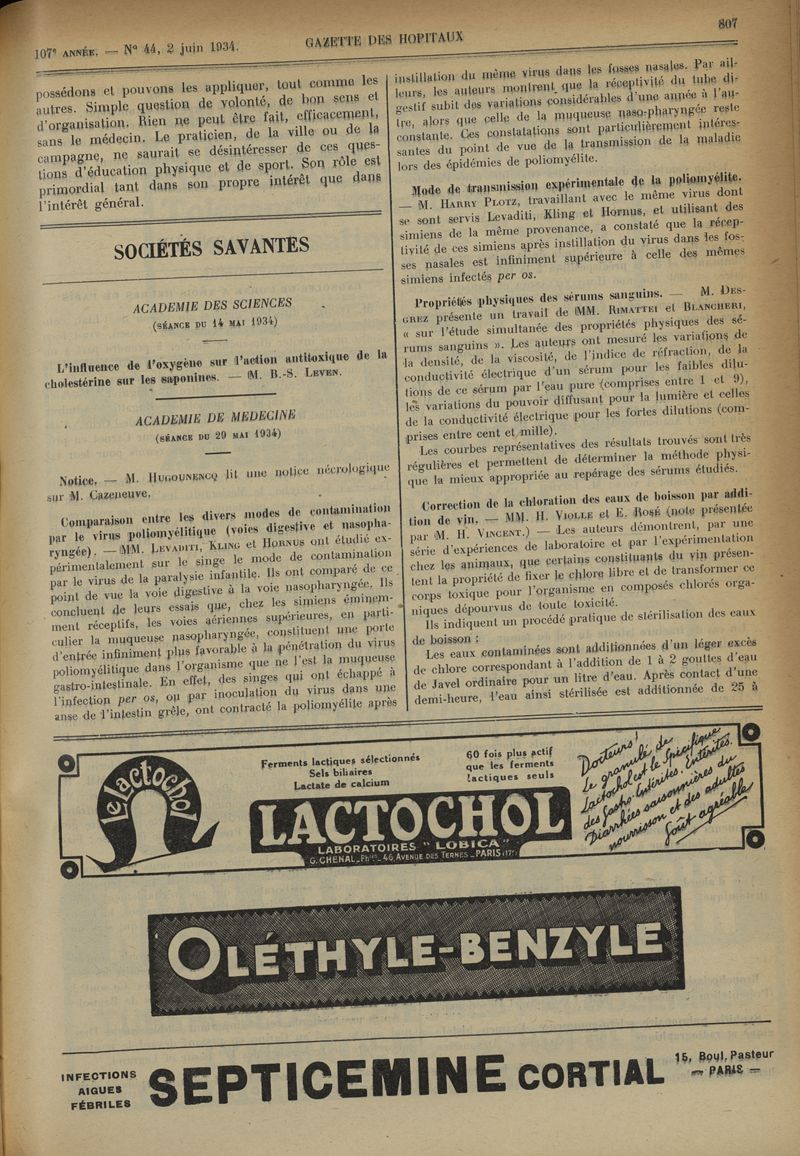 107e ANNÉE. — N° 44, 2 juin 1934.
GAZETTE DES HOPITAUX
807
possédons et pouvons les appliquer, tout comme les
autres. Simple question de volonté, de bon sens et
d'organisation. Rien ne peut être fait, efficacement,
sans le médecin. Le praticien, de la ville ou de la
campagne, ne saurait se désintéresser de ces ques-
tions d'éducation physique et de sport. Son rôle est
primordial tant dans son propre intérêt que dans
l'intérêt général.
SOCIÉTÉS SAVANTES
ACADEMIE DES SCIENCES
(SÉANCE DU 14 MAI 1934)
L'influence de l'oxygène sur l'action antitoxique de la
cholestérine sur les saponines. — M. B.-S. LEVEN.
ACADEMIE DE MEDECINE
(SÉANCE DU 29 MAI 1934)
Notice. — M. HUGOUNENCQ lit une notice nécrologique
sur M. Cazeneuve.
Comparaison entre les divers modes de contamination
par le virus poliomyélitique (voies digestive et nasopha-
ryngée). — MM. LEVADITI, KLING et HORNUS ont étudié ex-
périmentalement sur le singe le mode de contamination
par le virus de la paralysie infantile. Ils ont comparé de ce
point de vue la voie digestive à la voie nasopharyngée. Ils
concluent de leurs essais que, chez les simiens éminem-
ment réceptifs, les voies aériennes supérieures, en parti-
culier la muqueuse nasopharyngée, constituent une porte
d'entrée infiniment plus favorable à la pénétration du virus
poliomyélitique dans l'organisme que ne l'est la muqueuse
gastro-intestinale. En effet, des singes qui ont échappé à
l'infection per os, ou par inoculation du virus dans une
anse de l'intestin grêle, ont contracté la poliomyélite après
instillation du même virus dans les fosses nasales. Par ail-
leurs, les auteurs montrent que la réceptivité du tube di-
gestif subit des variations considérables d'une année à l'au-
tre, alors que celle de la muqueuse naso-pharyngée reste
constante. Ces constatations sont particulièrement intéres-
santes du point de vue de la transmission de la maladie
lors des épidémies de poliomyélite.
Mode de transmission expérimentale de la poliomyélite.
— M. HARRY PLOTZ, travaillant avec le même virus dont
se sont servis Levaditi, Kling et Hornus, et utilisant des
simiens de la même provenance, a constaté que la récep-
tivité de ces simiens après instillation du virus dans les fos-
ses nasales est infiniment supérieure à celle des mêmes
simiens infectés per os.
Propriétés physiques des sérums sanguins. — M. DES-
GREZ présente un travail de MM. RIMATTEI et BLANCHERI,
« sur l'étude simultanée des propriétés physiques des sé-
rums sanguins ». Les auteurs ont mesuré les variations de
la densité, de la viscosité, de l'indice de réfraction, de la
conductivité électrique d'un sérum pour les faibles dilu-
tions de ce sérum par l'eau pure (comprises entre 1 et 9),
les variations du pouvoir diffusant pour la lumière et celles
de la conductivité électrique pour les fortes dilutions (com-
prises entre cent et mille).
Les courbes représentatives des résultats trouvés sont très
régulières et permettent de déterminer la méthode physi-
que la mieux appropriée au repérage des sérums étudiés.
Correction de la chloration des eaux de boisson par addi-
tion de vin. — MM. H. VIOLLE et E. ROSÉ (note présentée
par M. H. VINCENT.) — Les auteurs démontrent, par une
série d'expériences de laboratoire et par l'expérimentation
chez les animaux, que certains constituants du vin présen-
tent la propriété de fixer le chlore libre et de transformer ce
corps toxique pour l'organisme en composés chlorés orga-
niques dépourvus de toute toxicité.
Ils indiquent un procédé pratique de stérilisation des eaux
de boisson :
Les eaux contaminées sont additionnées d'un léger excès
de chlore correspondant à l'addition de 1 à 2 gouttes d'eau
de Javel ordinaire pour un litre d'eau. Après contact d'une
demi-heure, l'eau ainsi stérilisée est additionnée de 25 à
le lactochol
Ferments lactiques sélectionnés
Sels biliaires
Lactate de calcium
60 fois plus actif
que les ferments
lactiques seuls
LACTOCHOL
LABORATOIRES "LOBICA"
G. CHENAL, Phien_46, AVENUE DES TERNES_PARIS (17e)
Docteurs!
Le granulé de
Lactochol est le Spécifique
des Gastro-Entérites. Entérites.
Diarrhées saisonnières du
nourrisson et des adultes
Goût agréable
OLÉTHYLE-BENZYLE
INFECTIONS
AIGUES
FÉBRILES
SEPTICEMINE CORTIAL
15, Boul. Pasteur
— PARIS —